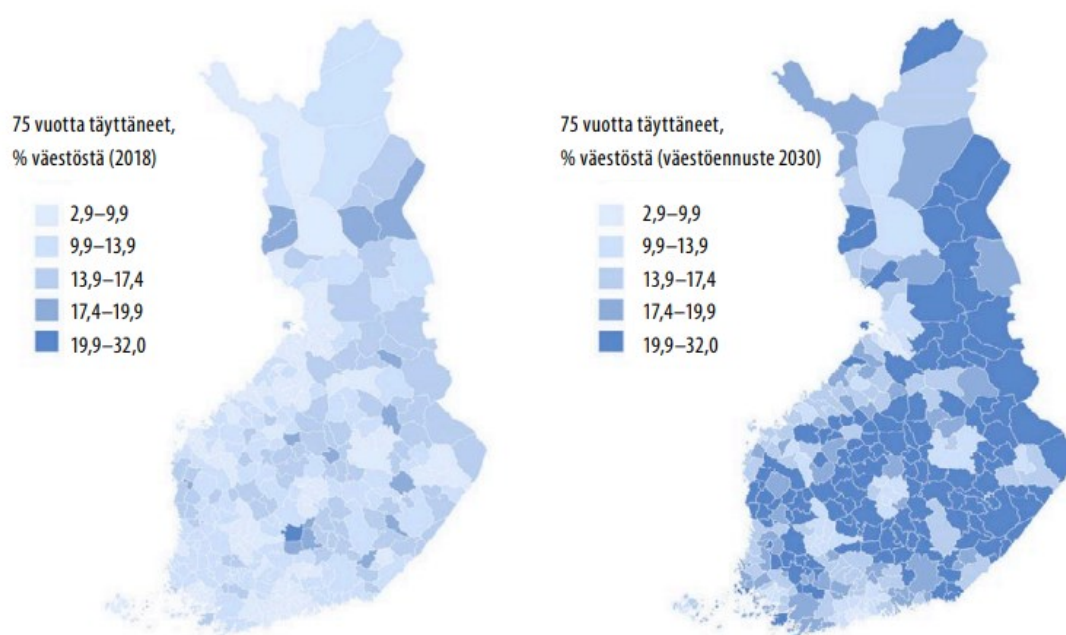 75 vuotta täyttäneet,
% väestöstä (2018)
2,9–9,9
9,9–13,9
13,9–17,4
17,4–19,9
19,9–32,0
75 vuotta täyttäneet,
% väestöstä (väestöennuste 2030)
2,9–9,9
9,9–13,9
13,9–17,4
17,4–19,9
19,9–32,0